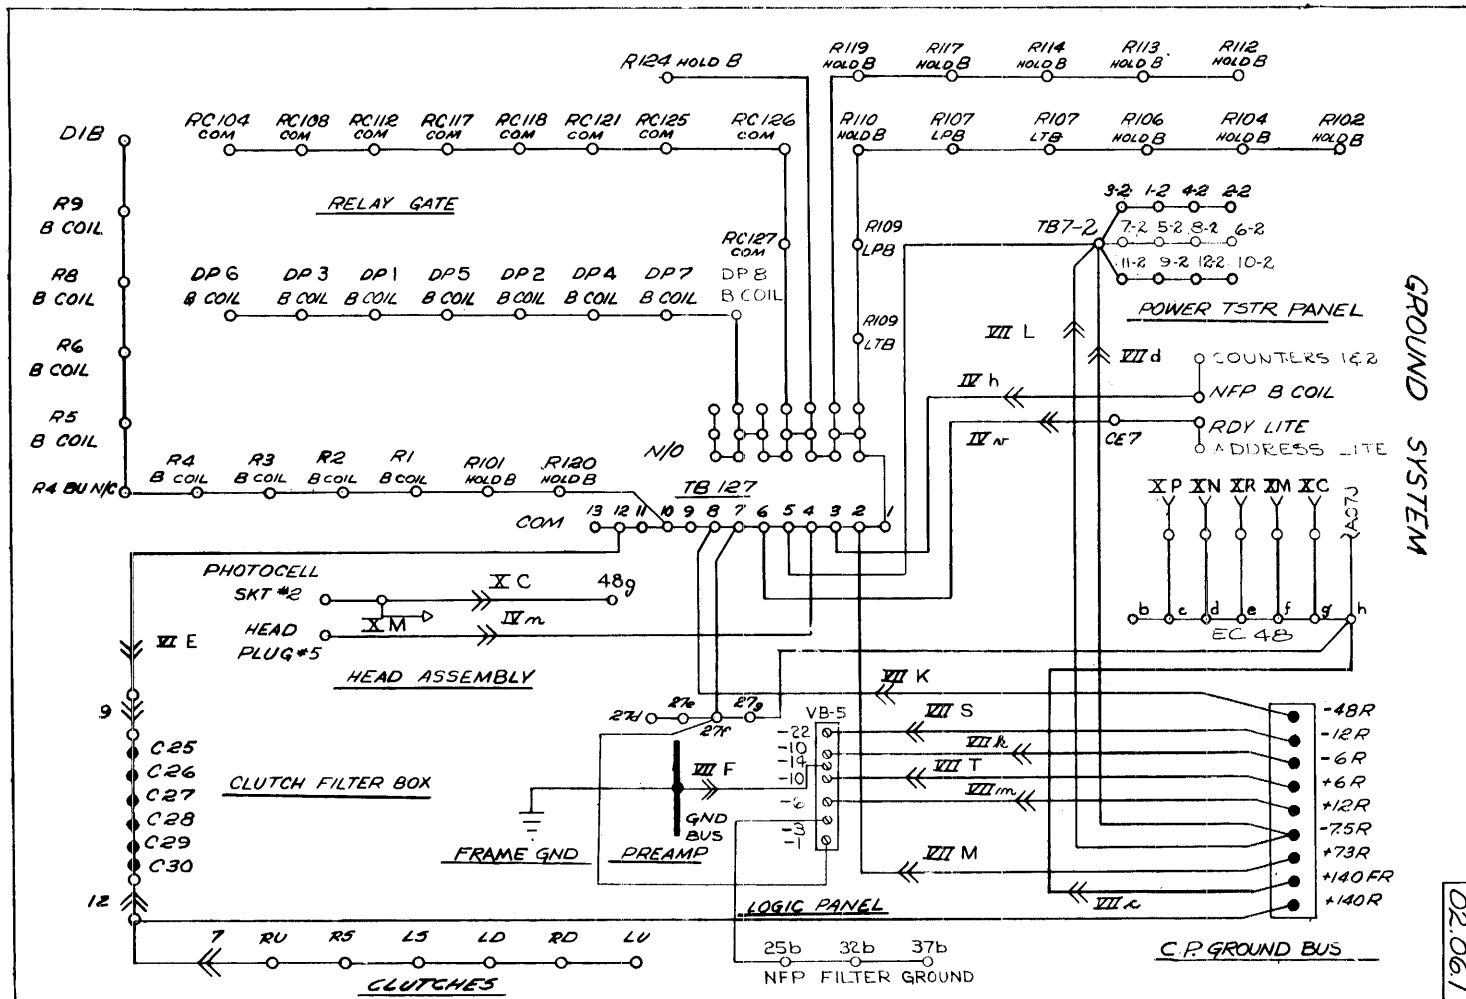 R124 HOLD B
R119 R117 R114 R113 R112
HOLD B HOLD B HOLD B HOLD B HOLD B
D1B
RC104 RC108 RC112 RC117 RC118 RC121 RC125 RC126
COM COM COM COM COM COM COM COM
R110 R107 R107 R106 R104 R102
HOLD B LPB LTB HOLD B HOLD B HOLD B
R9
B COIL
RELAY GATE
RC127
COM
R109
LPB
TB7-2
3-2 1-2 4-2 2-2
7-2 5-2 8-2 6-2
11-2 9-2 12-2 10-2
POWER TSTR PANEL
R8
B COIL
DP6 DP3 DP1 DP5 DP2 DP4 DP7 DP8
B COIL B COIL B COIL B COIL B COIL B COIL B COIL B COIL
R109
LTB
GROUND SYSTEM
R6
B COIL
VII L
VII d
COUNTERS 1&2
IV h
NFP B COIL
R5
B COIL
IV r
CE7
RDY LITE
ADDRESS LITE
N/O
R4 BU N/C
R4 R3 R2 R1 R101 R120
B COIL B COIL B COIL B COIL HOLD B HOLD B
TB 127
COM
13 12 11 10 9 8 7 6 5 4 3 2 1
X P X N X R X M X C
A07J
b c d e f g h
EC 48
PHOTOCELL
SKT #2
X C
48g
X M
IV m
HEAD
PLUG #5
HEAD ASSEMBLY
VI E
9
C25
C26
C27
C28
C29
C30
CLUTCH FILTER BOX
12
27d 27e 27f 27g
VB-5
-22
-10
-14
-10
-6
-3
-1
VII F
GND
BUS
FRAME GND
PREAMP
LOGIC PANEL
VII K
VII S
VII k
VII T
VII m
VII M
-48R
-12R
-6R
+6R
+12R
-7.5R
+73R
+140FR
+140R
C.P. GROUND BUS
7 RU RS LS LD RD LU
CLUTCHES
25b 32b 37b
NFP FILTER GROUND
02.06.1